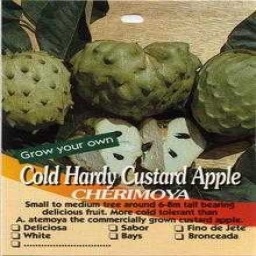 Grow your own
Cold Hardy Custard Apple
CHERIMOYA
Small to medium tree around 6-8m tall bearing
delicious fruit. More cold tolerant than
A. atemoya the commercially grown custard apple.
Deliciosa Sabor Fino de Jete
White Bays Bronceada